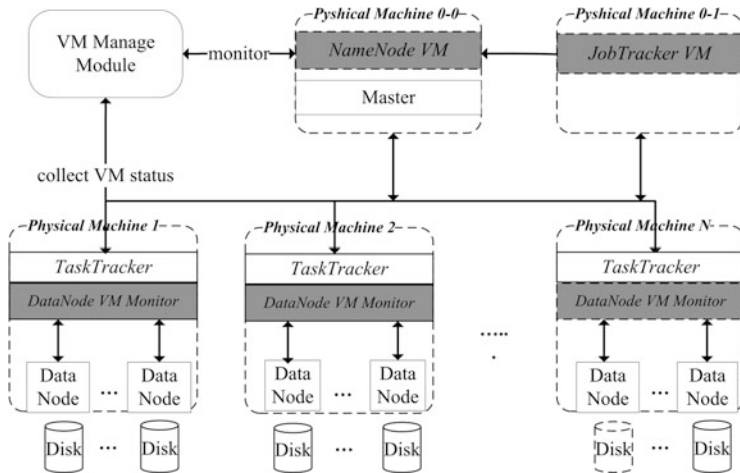 Pyshical Machine 0-0
Pyshical Machine 0-1
VM Manage
Module
monitor
NameNode VM
JobTracker VM
Master
collect VM status
Physical Machine 1
Physical Machine 2
Physical Machine N
TaskTracker
TaskTracker
TaskTracker
DataNode VM Monitor
DataNode VM Monitor
DataNode VM Monitor
.....
.
Data
Node
...
Data
Node
Data
Node
...
Data
Node
Data
Node
...
Data
Node
Disk
...
Disk
Disk
...
Disk
Disk
...
Disk